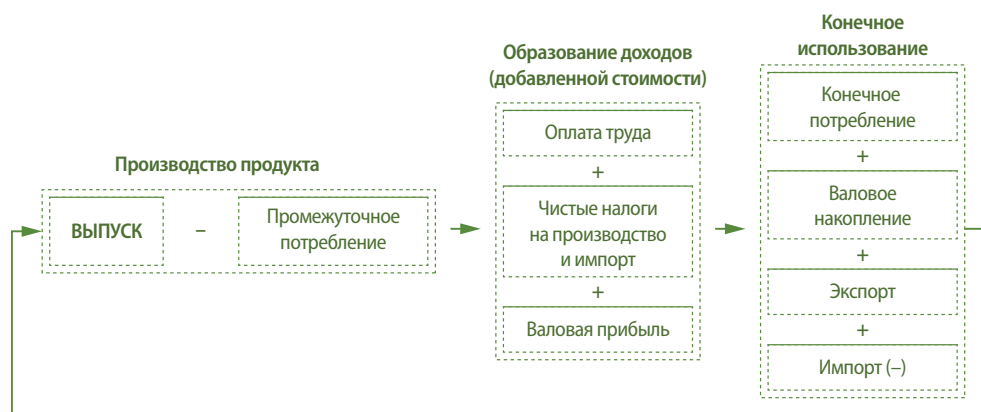 Производство продукта
ВЫПУСК
–
Промежуточное
потребление
Образование доходов
(добавленной стоимости)
Оплата труда
+
Чистые налоги
на производство
и импорт
+
Валовая прибыль
Конечное
использование
Конечное
потребление
+
Валовое
накопление
+
Экспорт
+
Импорт (–)